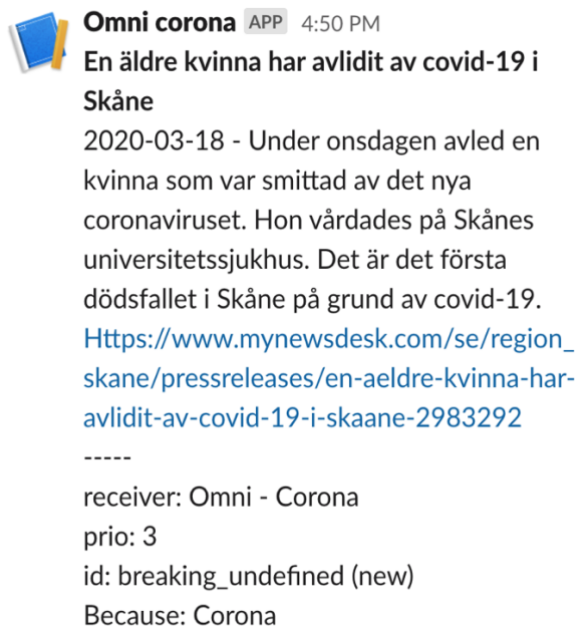 Omni corona APP 4:50 PM
En äldre kvinna har avlidit av covid-19 i
Skåne
2020-03-18 - Under onsdagen avled en
kvinna som var smittad av det nya
coronaviruset. Hon vårdades på Skånes
universitetssjukhus. Det är det första
dödsfallet i Skåne på grund av covid-19.
Https://www.mynewsdesk.com/se/region_
skane/pressreleases/en-aeldre-kvinna-har-
avlidit-av-covid-19-i-skaane-2983292
-----
receiver: Omni - Corona
prio: 3
id: breaking_undefined (new)
Because: Corona